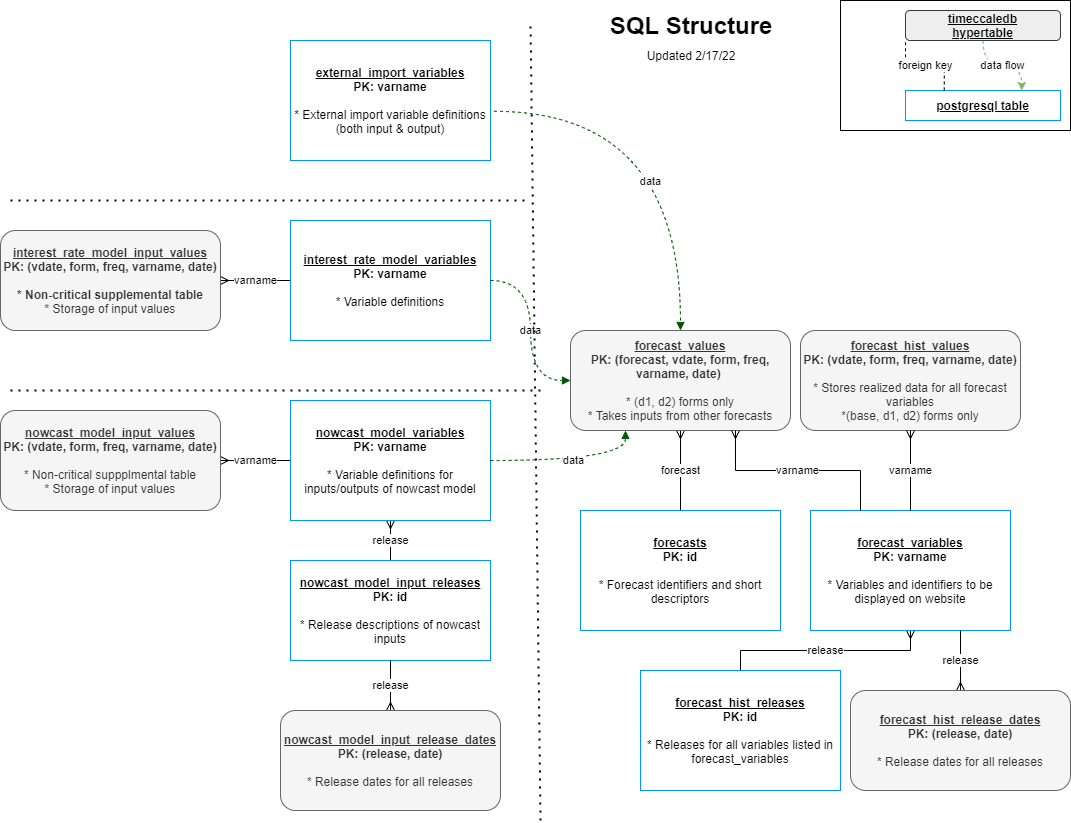 SQL Structure
Updated 2/17/22
timeccaledb
hypertable
foreign key
data flow
postgresql table
external_import_variables
PK: varname
* External import variable definitions
(both input & output)
data
interest_rate_model_input_values
PK: (vdate, form, freq, varname, date)
* Non-critical supplemental table
* Storage of input values
varname
interest_rate_model_variables
PK: varname
* Variable definitions
data
forecast_values
PK: (forecast, vdate, form, freq,
varname, date)
* (d1, d2) forms only
* Takes inputs from other forecasts
forecast_hist_values
PK: (vdate, form, freq, varname, date)
* Stores realized data for all forecast
variables
*(base, d1, d2) forms only
nowcast_model_input_values
PK: (vdate, form, freq, varname, date)
* Non-critical suppplmental table
* Storage of input values
varname
nowcast_model_variables
PK: varname
* Variable definitions for
inputs/outputs of nowcast model
data
forecast
varname
varname
release
nowcast_model_input_releases
PK: id
* Release descriptions of nowcast
inputs
forecasts
PK: id
* Forecast identifiers and short
descriptors
forecast_variables
PK: varname
* Variables and identifiers to be
displayed on website
release
release
release
nowcast_model_input_release_dates
PK: (release, date)
* Release dates for all releases
forecast_hist_releases
PK: id
* Releases for all variables listed in
forecast_variables
forecast_hist_release_dates
PK: (release, date)
* Release dates for all releases